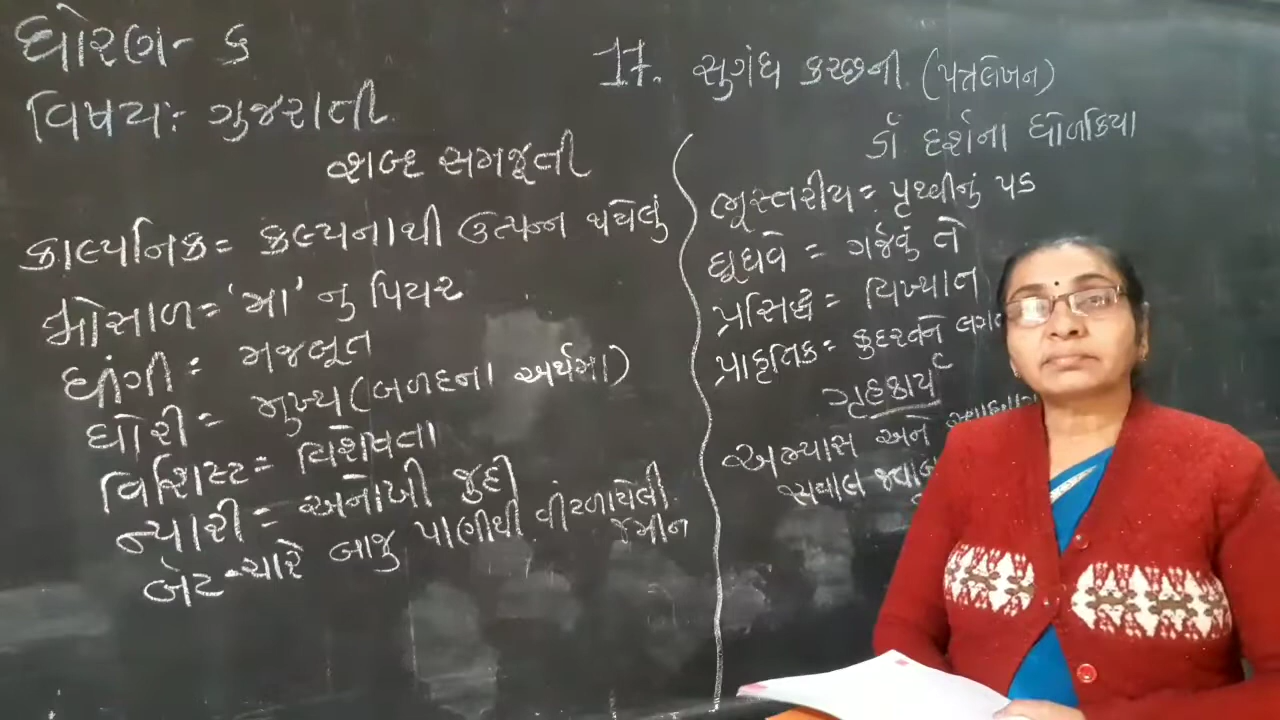 ધોરણ- ૬
વિષય:- ગુજરાતી.
શબ્દ સમજૂતી
કાલ્પનિક = કલ્પનાથી ઉત્પન્ન થયેલું
મોસાળ = 'મા' નુ પિયર
ધીંગી = મજબૂત
ધોરી = મુખ્ય (બળદના અર્થમા)
વિશિષ્ટ = વિશેષતા
ન્યારી = અનોખી જુદી
બેટ - ચારે બાજુ પાણીથી વીંટળાયેલી જમીન
17. સુગંધ કચ્છની. (પત્રલેખન)
ડૉ દર્શના ધોળકિયા
ભૂસ્તરીય = પૃથ્વીનું પડ
ઘૂઘવે = ગર્જવું તે
પ્રસિદ્ધ = વિખ્યાત
પ્રાકૃતિક = કુદરતને
ગૃહકાર્ય
અભ્યાસ અને
સવાલ જવાબ